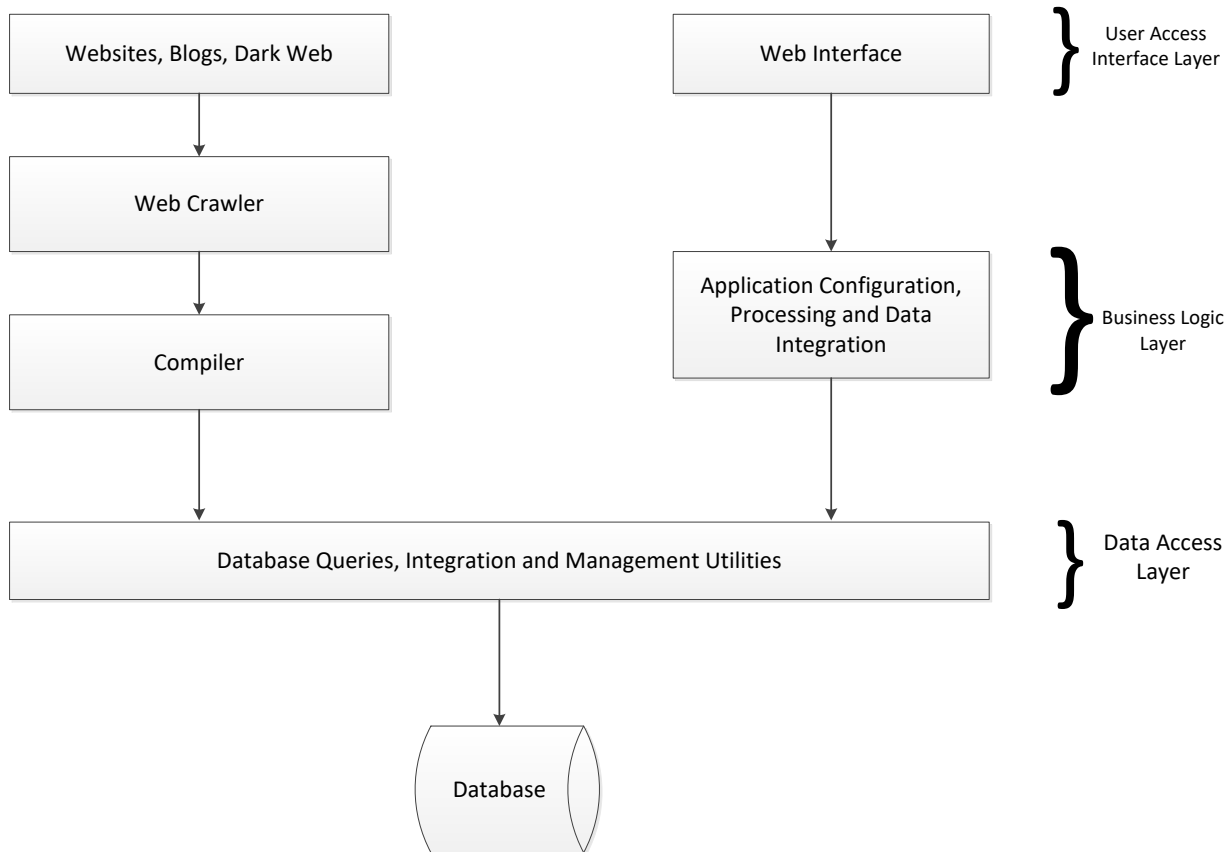 Websites, Blogs, Dark Web
Web Interface
User Access
Interface Layer
Web Crawler
Application Configuration,
Processing and Data
Integration
Business Logic
Layer
Compiler
Database Queries, Integration and Management Utilities
Data Access
Layer
Database